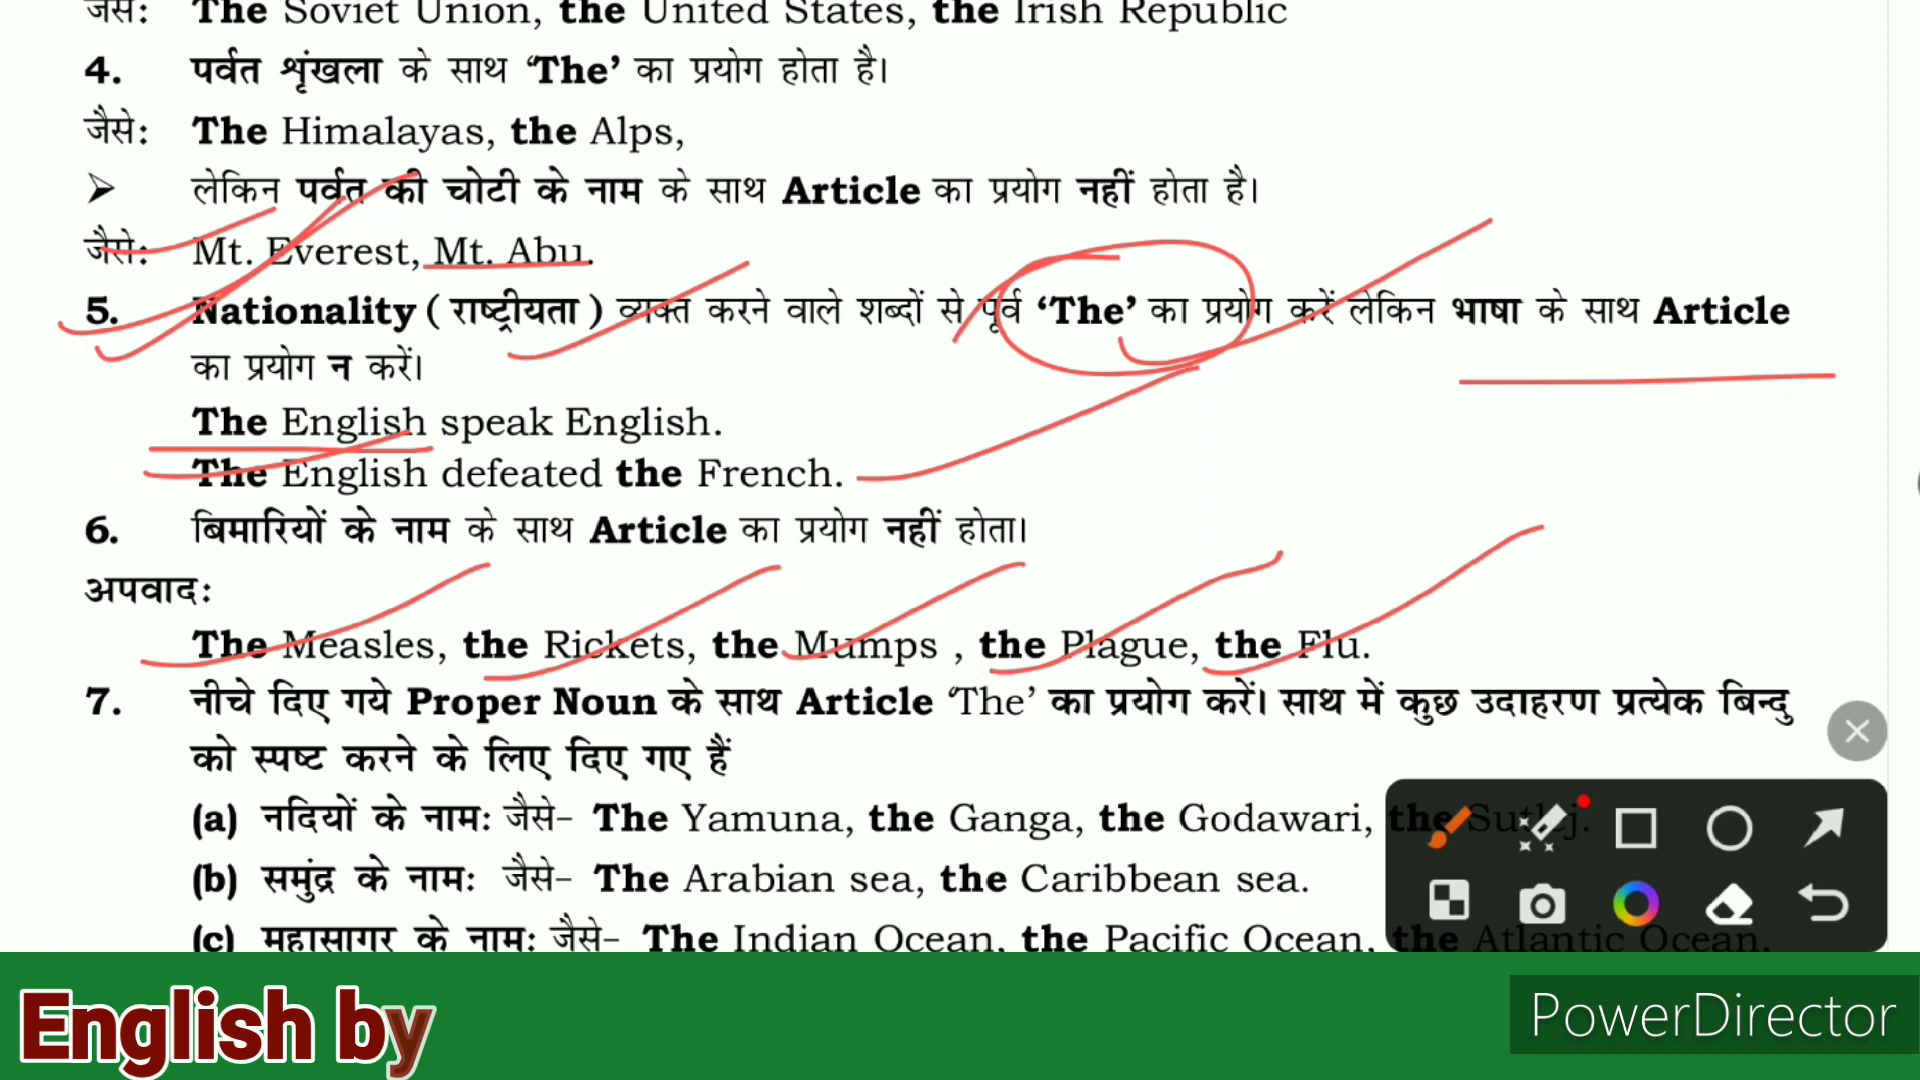 जैसे: The Soviet Union, the United States, the Irish Republic
4. पर्वत शृंखला के साथ ‘The’ का प्रयोग होता है।
जैसे: The Himalayas, the Alps,
➢ लेकिन पर्वत की चोटी के नाम के साथ Article का प्रयोग नहीं होता है।
जैसे: Mt. Everest, Mt. Abu.
5. Nationality ( राष्ट्रीयता ) व्यक्त करने वाले शब्दों से पूर्व ‘The’ का प्रयोग करें लेकिन भाषा के साथ Article
का प्रयोग न करें।
The English speak English.
The English defeated the French.
6. बिमारियों के नाम के साथ Article का प्रयोग नहीं होता।
अपवाद:
The Measles, the Rickets, the Mumps , the Plague, the Flu.
7. नीचे दिए गये Proper Noun के साथ Article ‘The’ का प्रयोग करें। साथ में कुछ उदाहरण प्रत्येक बिन्दु
को स्पष्ट करने के लिए दिए गए हैं
(a) नदियों के नाम: जैसे– The Yamuna, the Ganga, the Godawari, the Sutlej.
(b) समुंद्र के नाम: जैसे– The Arabian sea, the Caribbean sea.
(c) महासागर के नाम: जैसे– The Indian Ocean, the Pacific Ocean, the Atlantic Ocean.
English by
PowerDirector